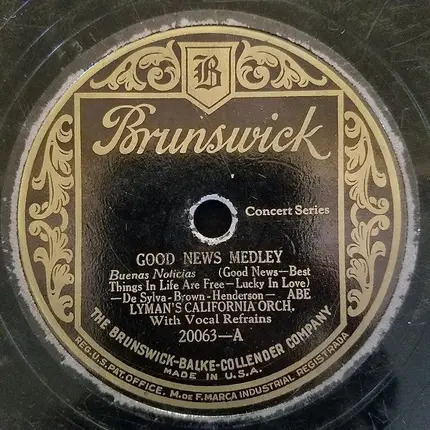 B
Brunswick
Concert Series
GOOD NEWS MEDLEY
Buenas Noticias (Good News—Best
Things In Life Are Free—Lucky In Love)
—De Sylva-Brown-Henderson— ABE
LYMAN'S CALIFORNIA ORCH.
With Vocal Refrains
20063—A
THE BRUNSWICK-BALKE-COLLENDER COMPANY
MADE IN U.S.A.
REG. U.S. PAT. OFFICE. M. DE F. MARCA INDUSTRIAL REGISTRADA